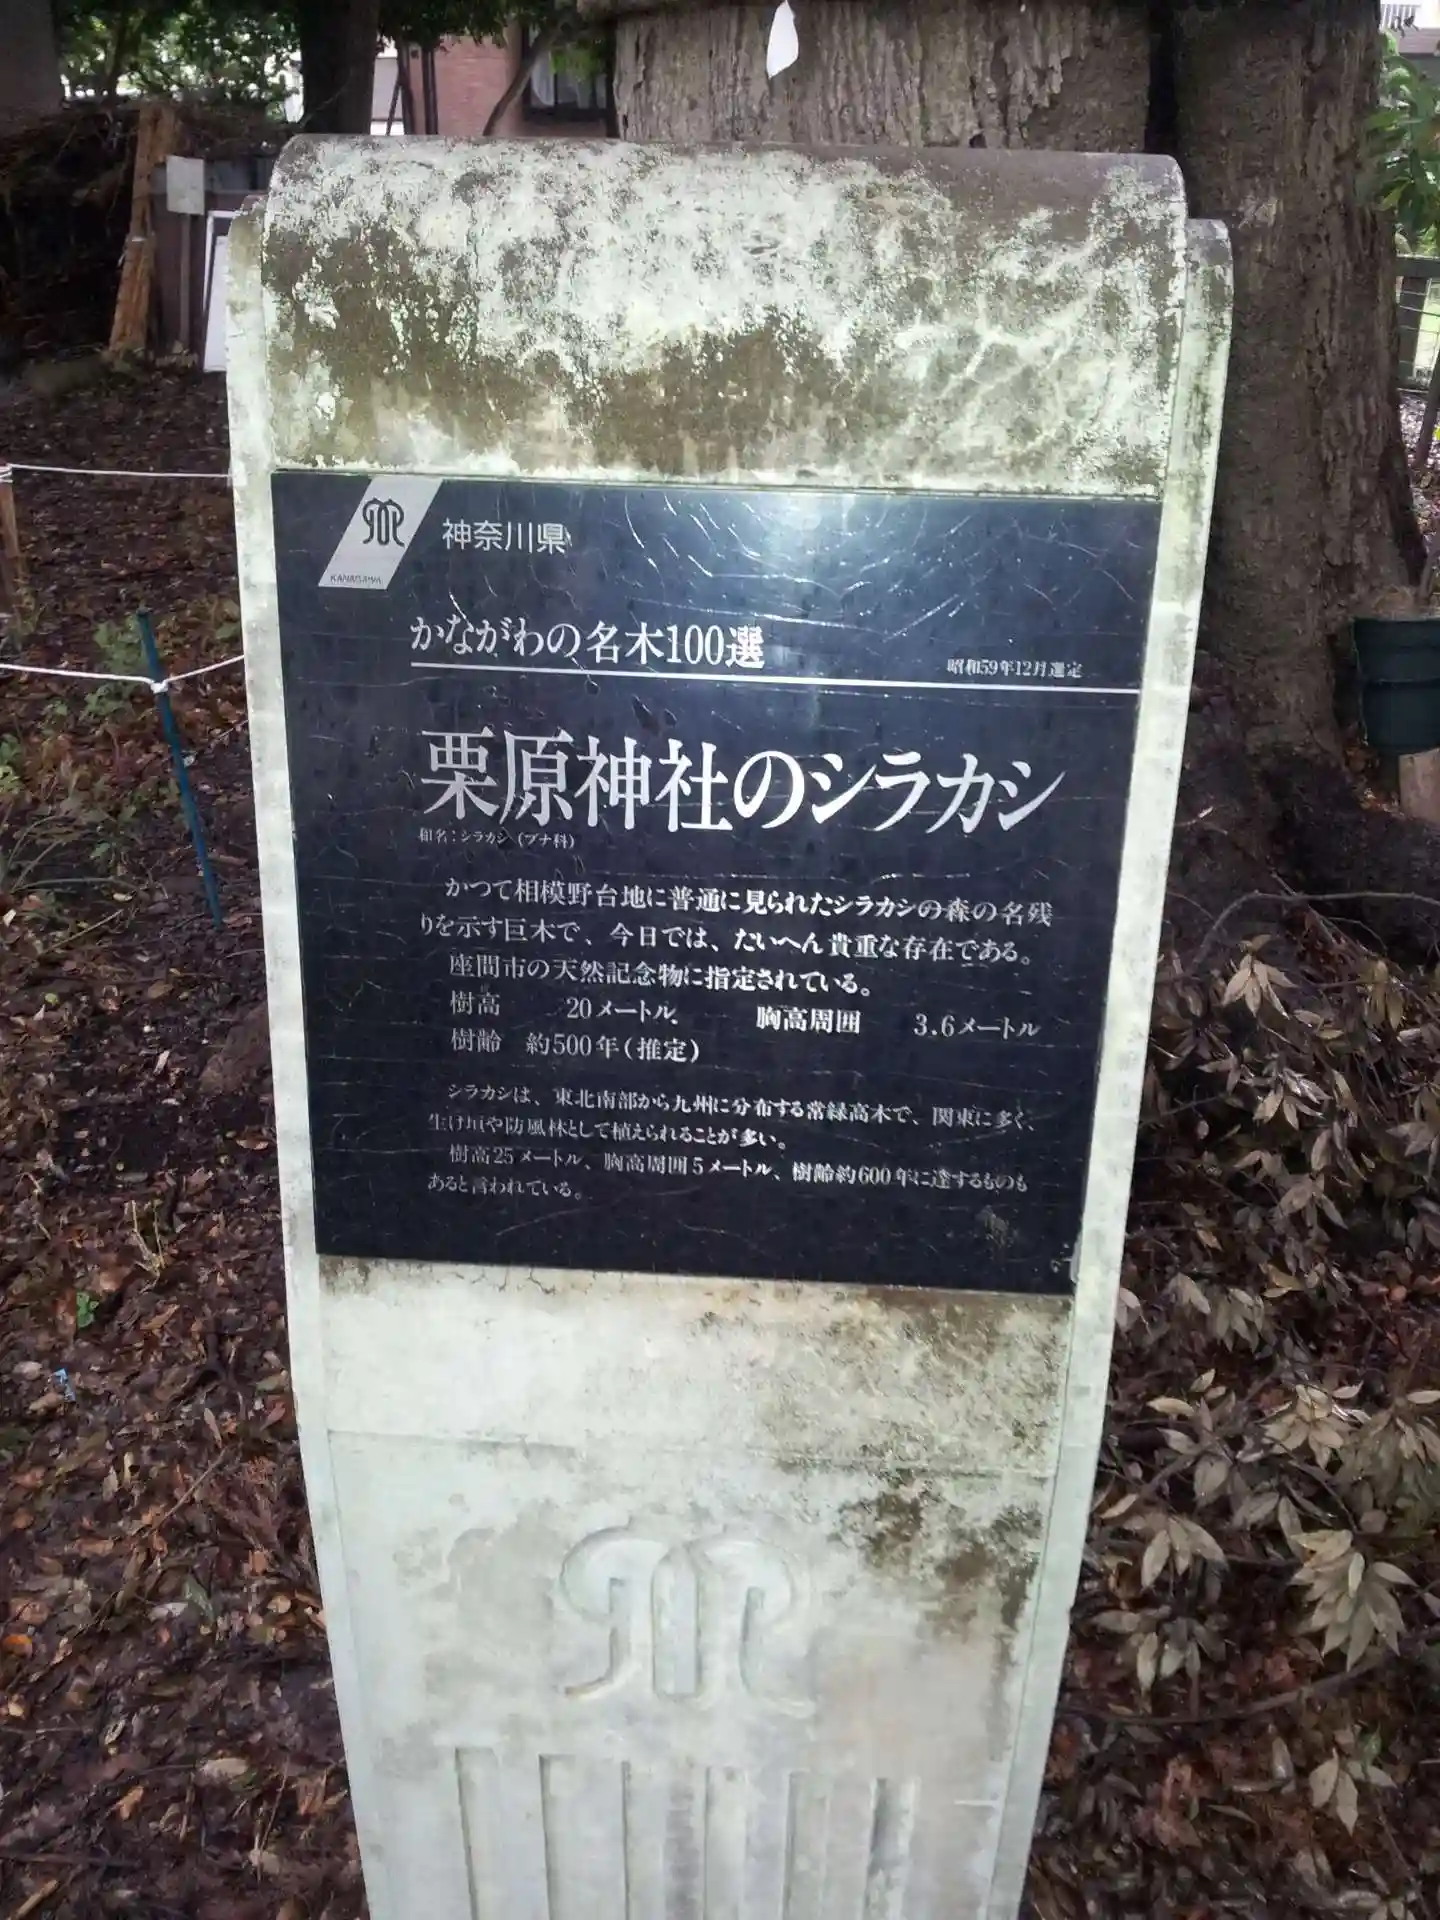 KANAGAWA
神奈川県
かながわの名木100選
昭和59年12月選定
栗原神社のシラカシ
和名：シラカシ（ブナ科）
かつて相模野台地に普通に見られたシラカシの森の名残
りを示す巨木で、今日では、たいへん貴重な存在である。
座間市の天然記念物に指定されている。
樹高 20メートル、 胸高周囲 3.6メートル
樹齢 約500年（推定）
シラカシは、東北南部から九州に分布する常緑高木で、関東に多く、
生け垣や防風林として植えられることが多い。
樹高25メートル、胸高周囲5メートル、樹齢約600年に達するものも
あると言われている。